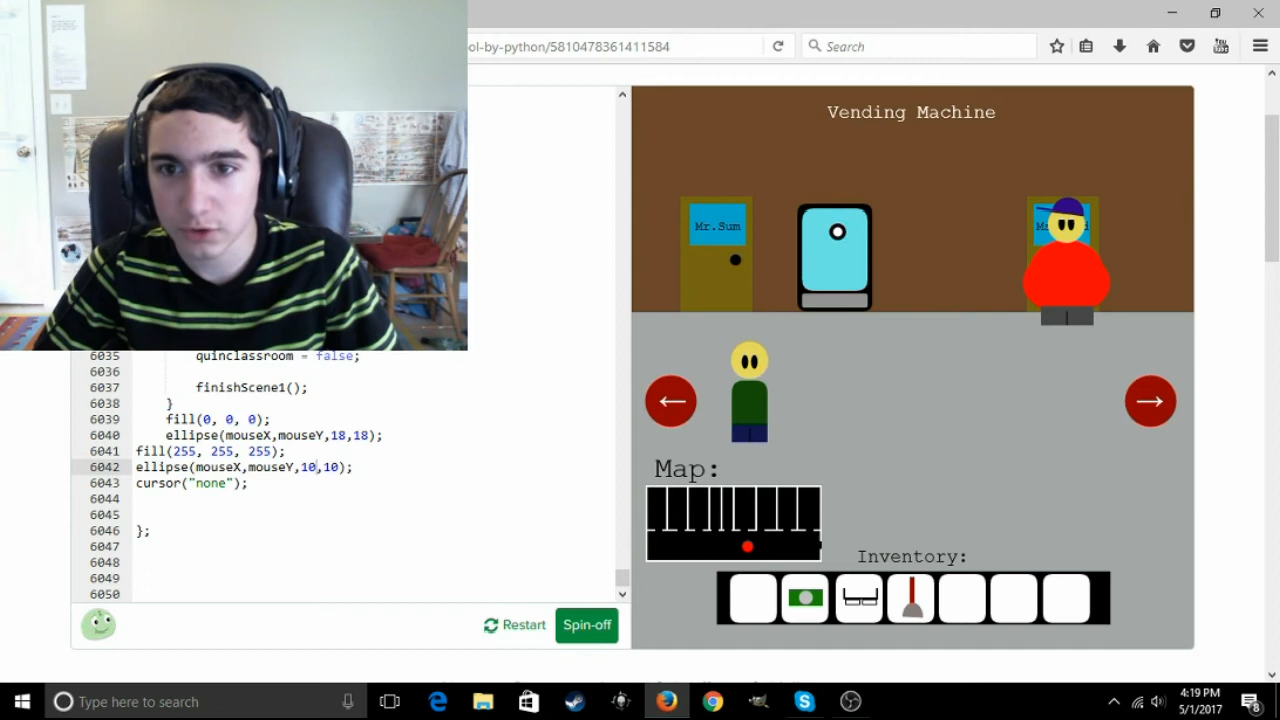 ol-by-python/5810478361411584
Search
Vending Machine
Mr.Sum
6035 quinclassroom = false;
6036
6037 finishScene1();
6038 }
6039 fill(0, 0, 0);
6040 ellipse(mouseX,mouseY,18,18);
6041 fill(255, 255, 255);
6042 ellipse(mouseX,mouseY,10,10);
6043 cursor("none");
6044
6045
6046 };
6047
6048
6049
6050
Map:
Inventory:
Restart
Spin-off
Type here to search
4:19 PM
5/1/2017
8